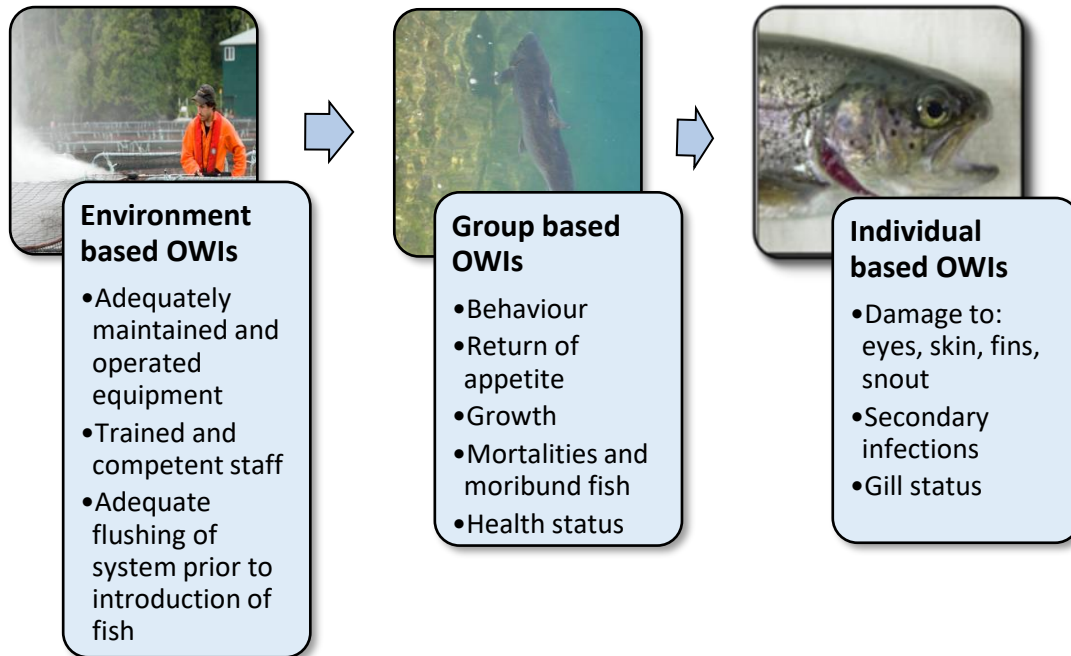 Environment
based OWIs
•Adequately
maintained and
operated
equipment
•Trained and
competent staff
•Adequate
flushing of
system prior to
introduction of
fish
Group based
OWIs
•Behaviour
•Return of
appetite
•Growth
•Mortalities and
moribund fish
•Health status
Individual
based OWIs
•Damage to:
eyes, skin, fins,
snout
•Secondary
infections
•Gill status